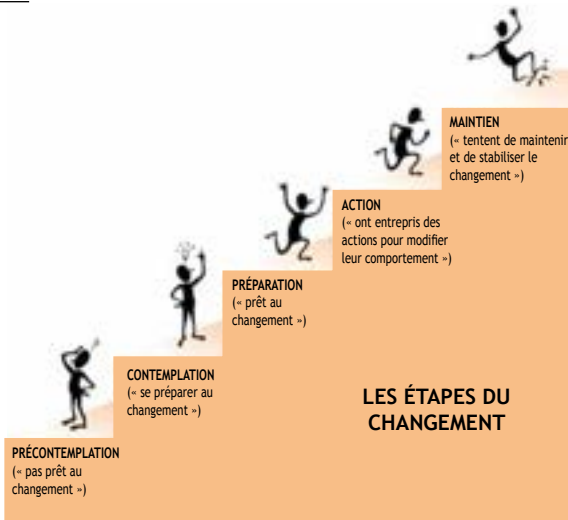 MAINTIEN
(« tentent de maintenir
et de stabiliser le
changement »)
ACTION
(« ont entrepris des
actions pour modifier
leur comportement »)
PRÉPARATION
(« prêt au
changement »)
CONTEMPLATION
(« se préparer au
changement »)
LES ÉTAPES DU
CHANGEMENT
PRÉCONTEMPLATION
(« pas prêt au
changement »)